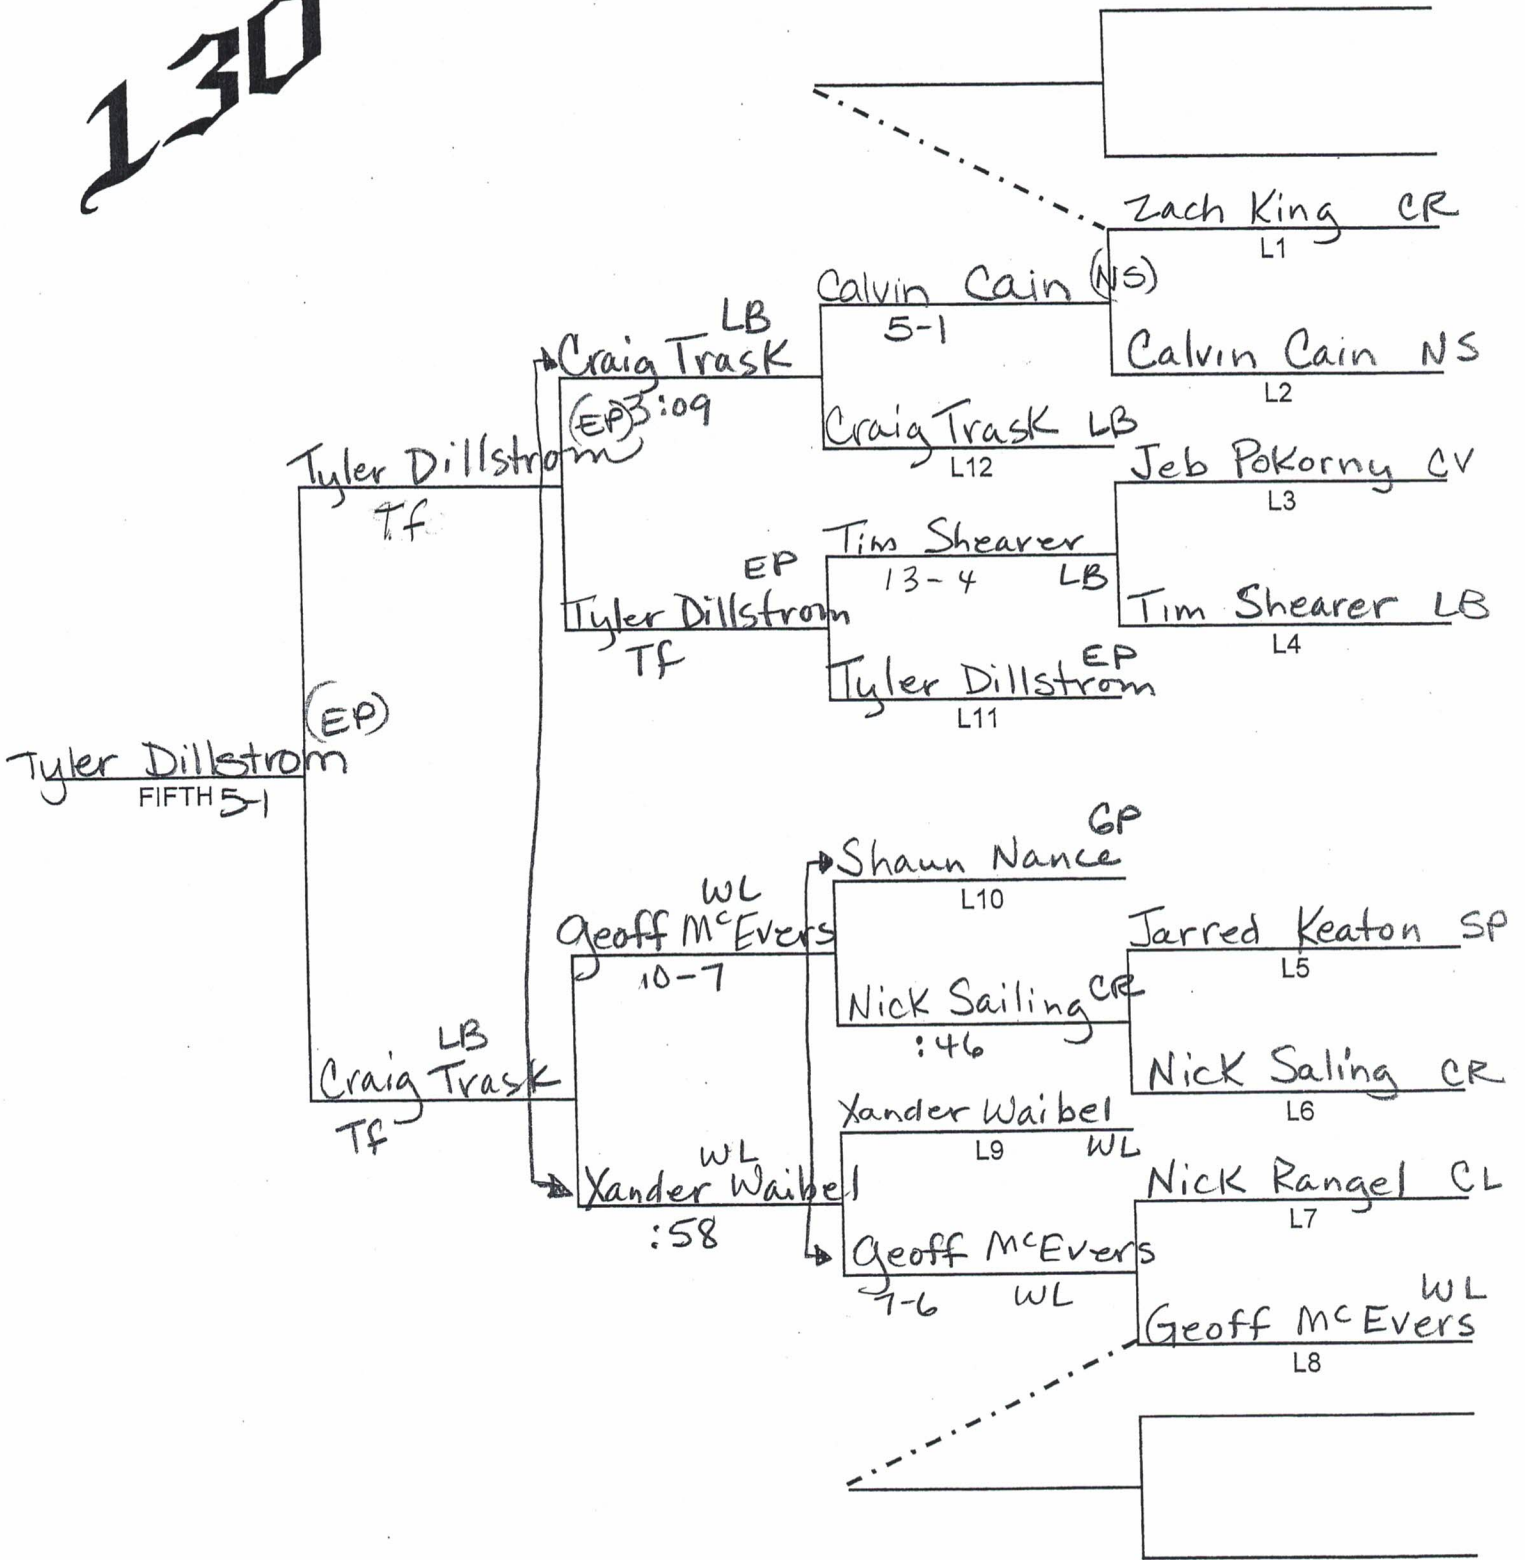 130
Zach King CR
L1
Calvin Cain (NS)
5-1
LB
Craig Trask
Calvin Cain NS
L2
(EP) 3:09
Craig Trask LB
L12
Tyler Dillstrom
Tf
Jeb Pokorny CV
L3
Tim Shearer
13-4 LB
EP
Tyler Dillstrom
Tf
Tim Shearer LB
L4
EP
Tyler Dillstrom
L11
(EP)
Tyler Dillstrom
FIFTH 5-1
GP
Shaun Nance
L10
WL
Geoff McEvers
10-7
Jarred Keaton SP
L5
Nick Sailing CR
:46
LB
Craig Trask
Tf
Nick Saling CR
L6
Xander Waibel
L9 WL
WL
Xander Waibel
:58
Nick Rangel CL
L7
Geoff McEvers
7-6 WL
WL
Geoff McEvers
L8